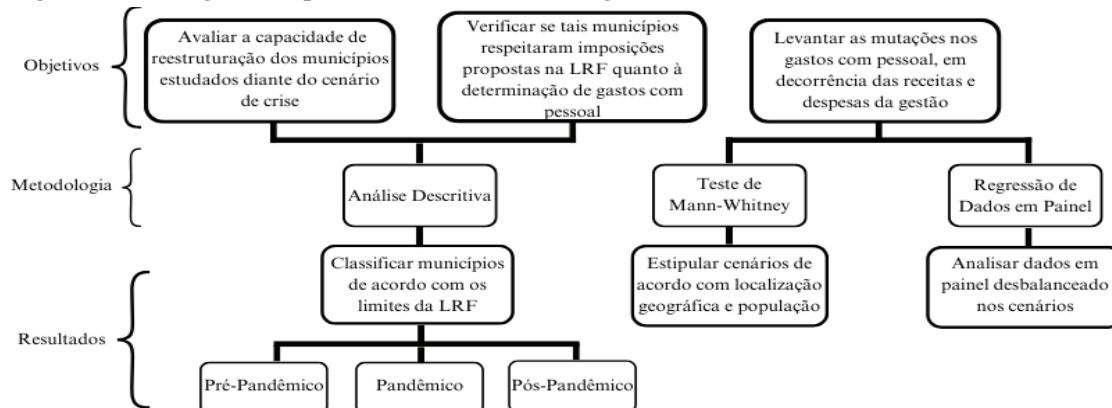 Objetivos
Avaliar a capacidade de
reestruturação dos municípios
estudados diante do cenário
de crise
Verificar se tais municípios
respeitaram imposições
propostas na LRF quanto à
determinação de gastos com
pessoal
Levantar as mutações nos
gastos com pessoal, em
decorrência das receitas e
despesas da gestão
Metodologia
Análise Descritiva
Teste de
Mann-Whitney
Regressão de
Dados em Painel
Resultados
Classificar municípios
de acordo com os
limites da LRF
Estipular cenários de
acordo com localização
geográfica e população
Analisar dados em
painel desbalanceado
nos cenários
Pré-Pandêmico
Pandêmico
Pós-Pandêmico